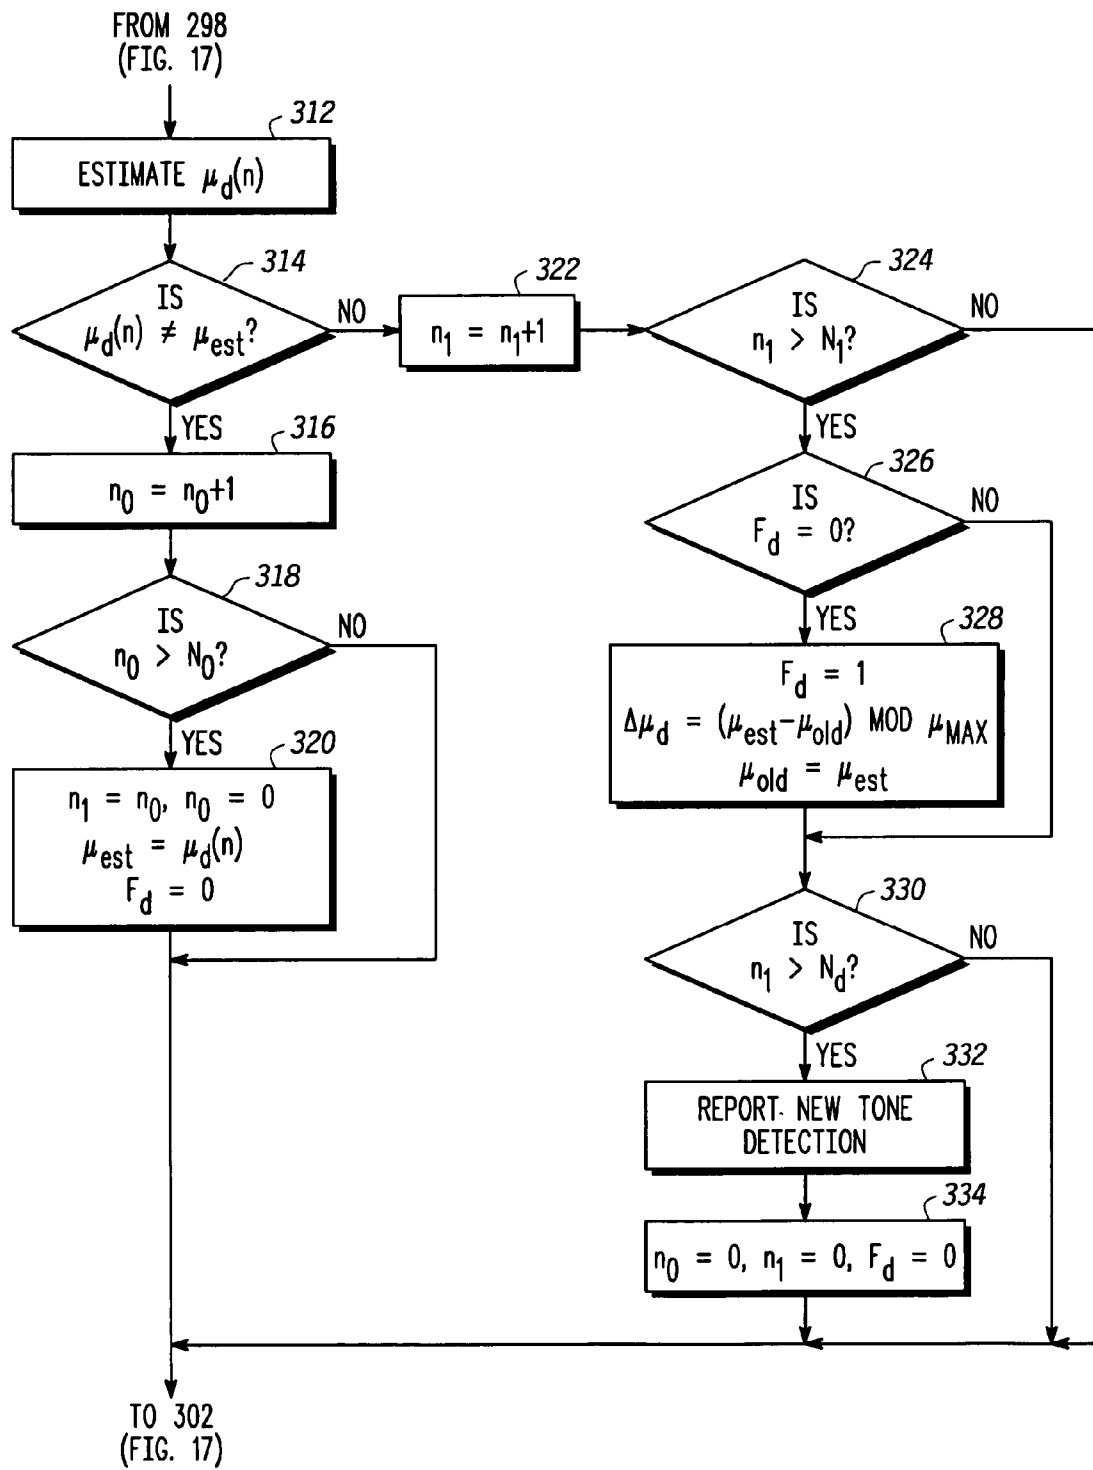 FROM 298
(FIG. 17)
312
ESTIMATE μd(n)
314
IS
μd(n) ≠ μest?
NO
YES
316
n0 = n0+1
318
IS
n0 > N0?
NO
YES
320
n1 = n0, n0 = 0
μest = μd(n)
Fd = 0
322
n1 = n1+1
324
IS
n1 > N1?
NO
YES
326
IS
Fd = 0?
NO
YES
328
Fd = 1
Δμd = (μest-μold) MOD μMAX
μold = μest
330
IS
n1 > Nd?
NO
YES
332
REPORT NEW TONE
DETECTION
334
n0 = 0, n1 = 0, Fd = 0
TO 302
(FIG. 17)